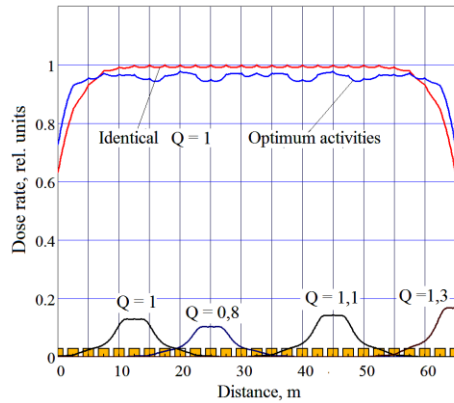 1
0.8
0.6
0.4
0.2
0
Dose rate, rel. units
Identical Q = 1
Optimum activities
Q = 1
Q = 0,8
Q = 1,1
Q = 1,3
0 10 20 30 40 50 60
Distance, m